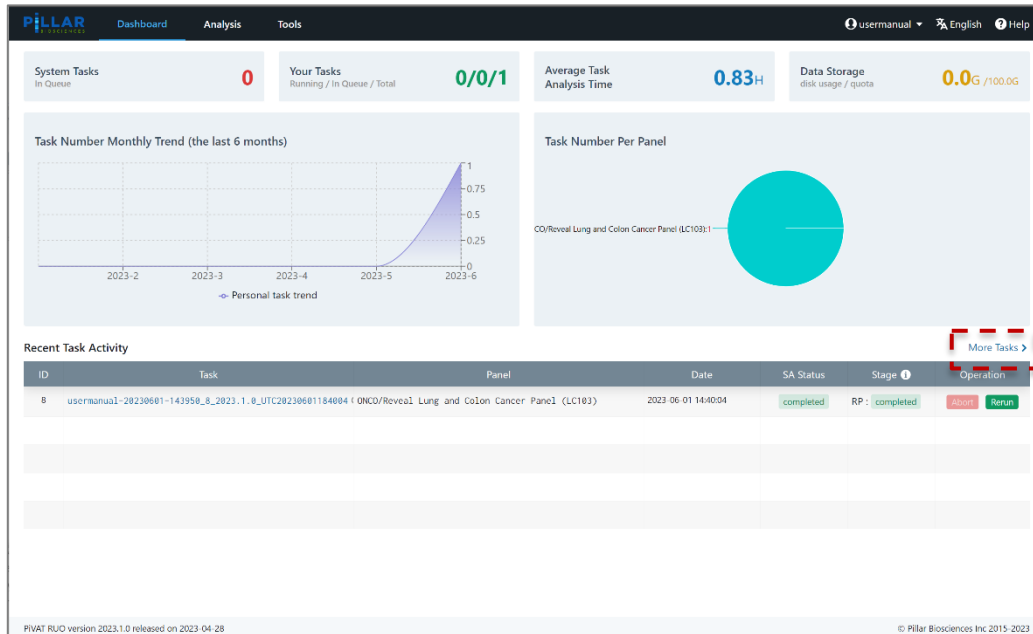 PiLLAR
BIOSCIENCES
Dashboard Analysis Tools usermanual English Help
System Tasks
In Queue
0
Your Tasks
Running / In Queue / Total
0/0/1
Average Task
Analysis Time
0.83H
Data Storage
disk usage / quota
0.0G /100.0G
Task Number Monthly Trend (the last 6 months)
1
0.75
0.5
0.25
0
2023-2 2023-3 2023-4 2023-5 2023-6
Personal task trend
Task Number Per Panel
CO/Reveal Lung and Colon Cancer Panel (LC103):1
Recent Task Activity
More Tasks >
ID Task Panel Date SA Status Stage Operation
8 usermanual-20230601-143950_8_2023.1.0_UTC20230601184004 ( ONCO/Reveal Lung and Colon Cancer Panel (LC103) 2023-06-01 14:40:04 completed RP : completed Abort Rerun
PiVAT RUO version 2023.1.0 released on 2023-04-28
© Pillar Biosciences Inc 2015-2023